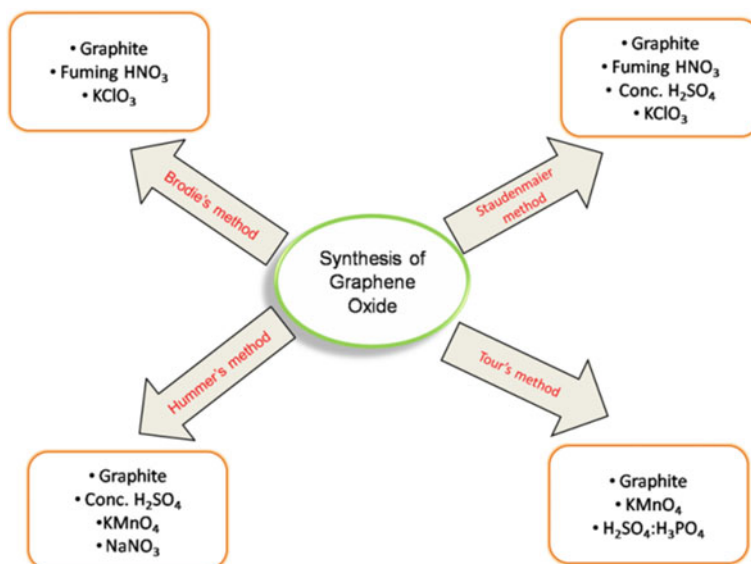 • Graphite
• Fuming HNO₃
• KClO₃
• Graphite
• Fuming HNO₃
• Conc. H₂SO₄
• KClO₃
Brodie's method
Staudenmaier
method
Synthesis of
Graphene
Oxide
Hummer's method
Tour's method
• Graphite
• Conc. H₂SO₄
•KMnO₄
• NaNO₃
• Graphite
• KMnO₄
• H₂SO₄:H₃PO₄